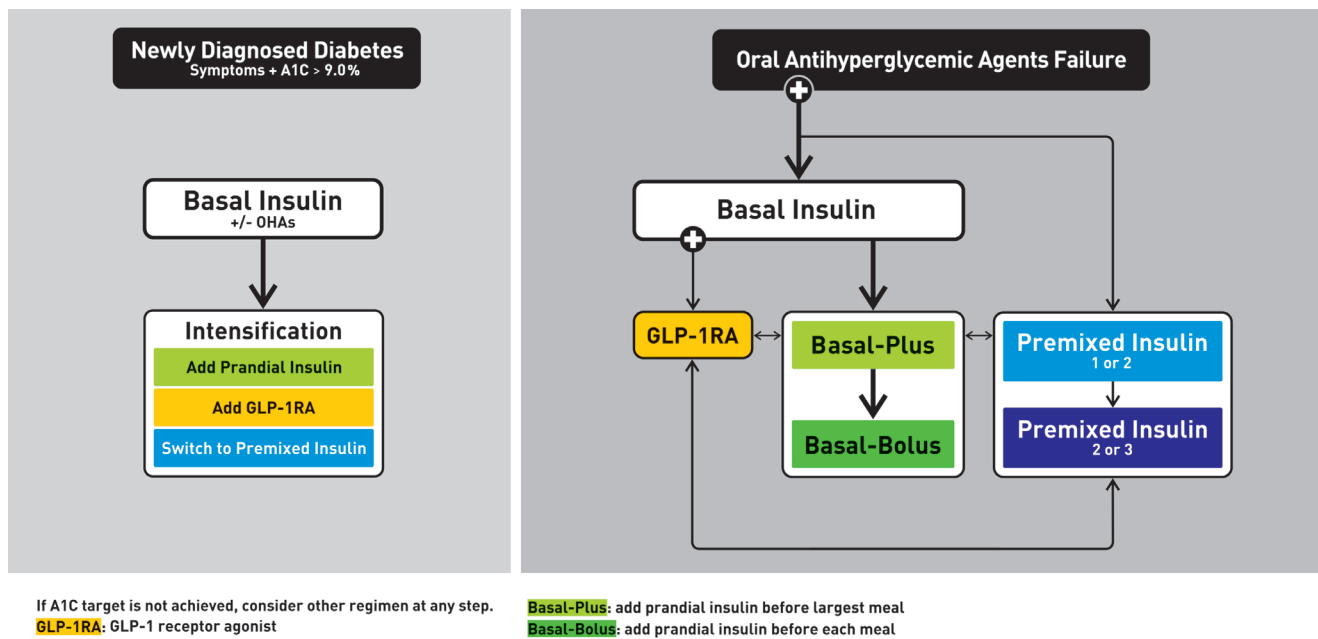 Newly Diagnosed Diabetes
Symptoms + A1C > 9.0%
Basal Insulin
+/- OHAs
Intensification
Add Prandial Insulin
Add GLP-1RA
Switch to Premixed Insulin
Oral Antihyperglycemic Agents Failure
+
Basal Insulin
+
GLP-1RA
Basal-Plus
Basal-Bolus
Premixed Insulin
1 or 2
Premixed Insulin
2 or 3
If A1C target is not achieved, consider other regimen at any step.
GLP-1RA: GLP-1 receptor agonist
Basal-Plus: add prandial insulin before largest meal
Basal-Bolus: add prandial insulin before each meal